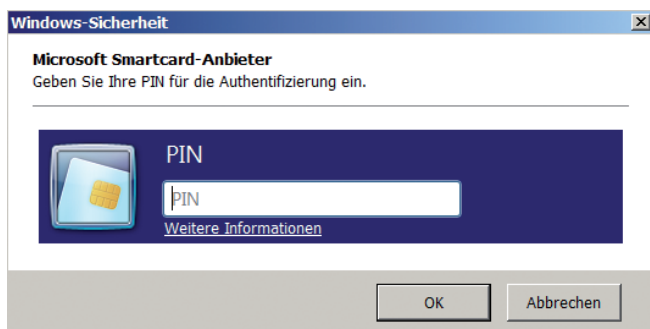 Windows-Sicherheit
Microsoft Smartcard-Anbieter
Geben Sie Ihre PIN für die Authentifizierung ein.
PIN
PIN
Weitere Informationen
OK Abbrechen